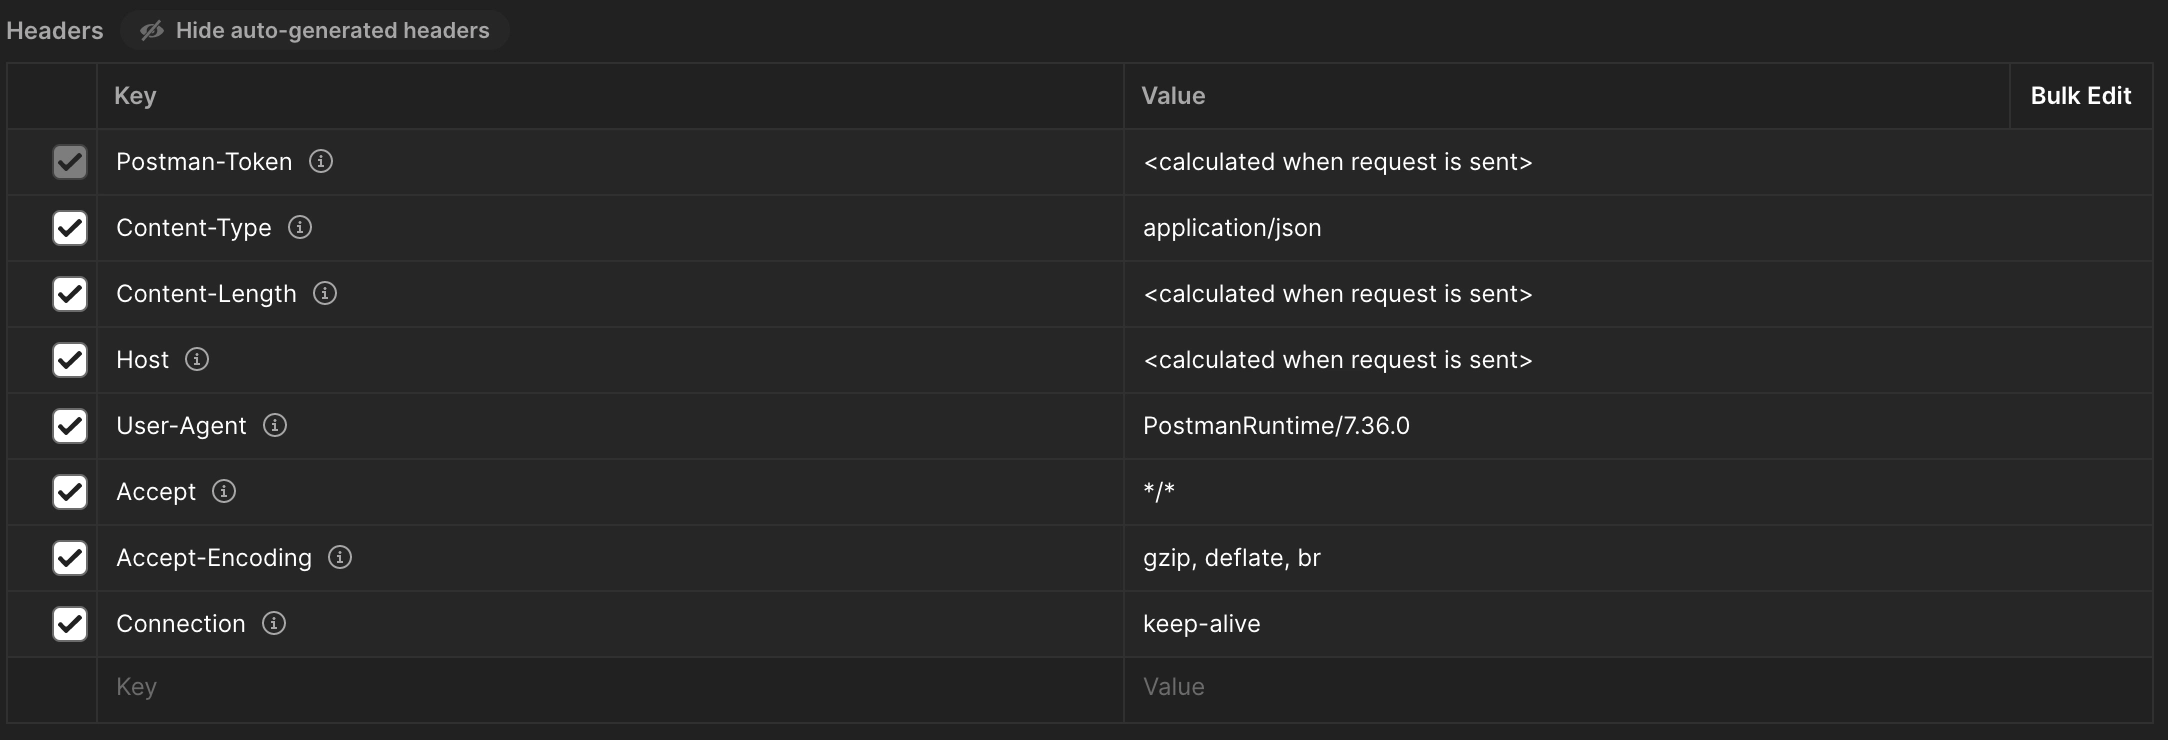 Headers Hide auto-generated headers
Key Value Bulk Edit
Postman-Token <calculated when request is sent>
Content-Type application/json
Content-Length <calculated when request is sent>
Host <calculated when request is sent>
User-Agent PostmanRuntime/7.36.0
Accept */*
Accept-Encoding gzip, deflate, br
Connection keep-alive
Key Value